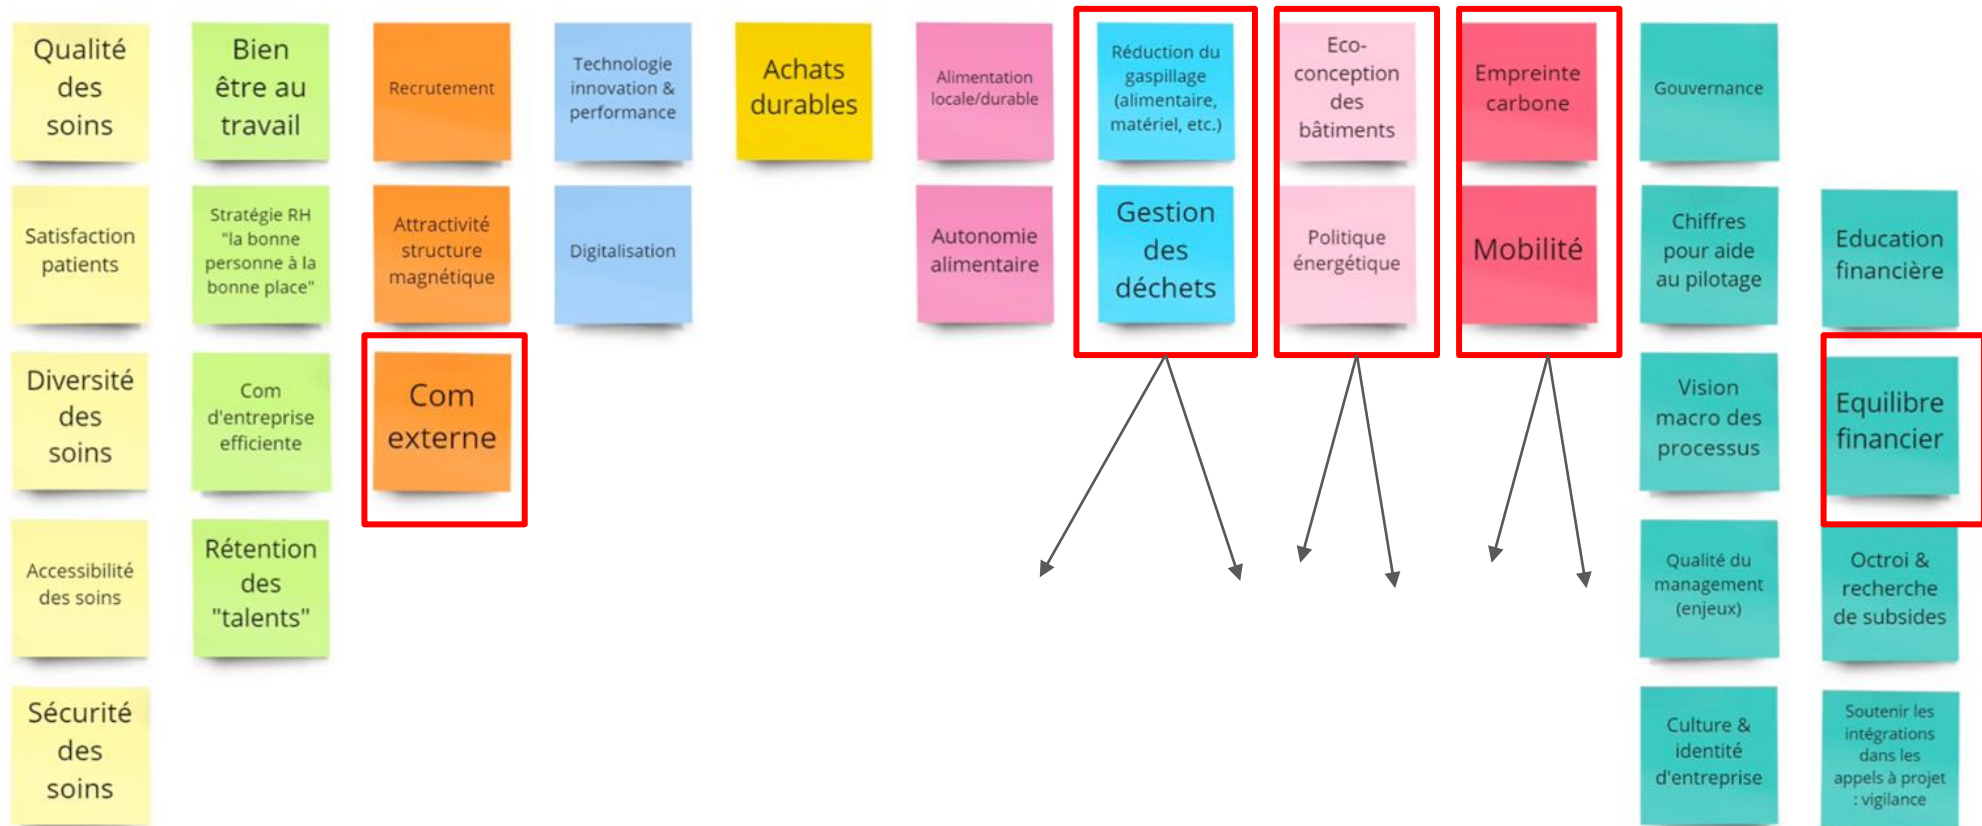 Qualité
des
soins
Bien
être au
travail
Recrutement
Technologie
innovation &
performance
Achats
durables
Alimentation
locale/durable
Réduction du
gaspillage
(alimentaire,
matériel, etc.)
Eco-
conception
des
bâtiments
Empreinte
carbone
Gouvernance
Satisfaction
patients
Stratégie RH
"la bonne
personne à la
bonne place"
Attractivité
structure
magnétique
Digitalisation
Autonomie
alimentaire
Gestion
des
déchets
Politique
énergétique
Mobilité
Chiffres
pour aide
au pilotage
Education
financière
Diversité
des
soins
Com
d'entreprise
efficiente
Com
externe
Vision
macro des
processus
Equilibre
financier
Accessibilité
des soins
Rétention
des
"talents"
Qualité du
management
(enjeux)
Octroi &
recherche
de subsides
Sécurité
des
soins
Culture &
identité
d'entreprise
Soutenir les
intégrations
dans les
appels à projet
: vigilance